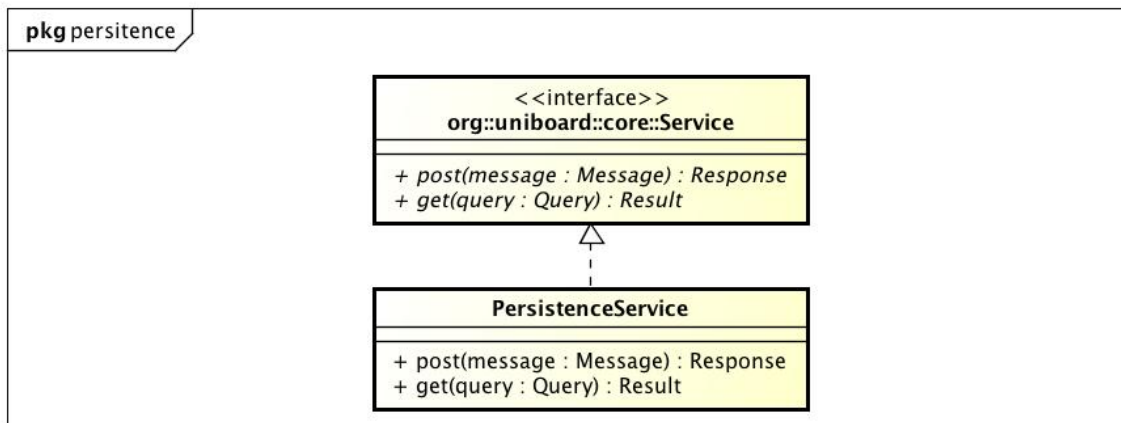 pkg persitence
<<interface>>
org::uniboard::core::Service
+ post(message : Message) : Response
+ get(query : Query) : Result
PersistenceService
+ post(message : Message) : Response
+ get(query : Query) : Result